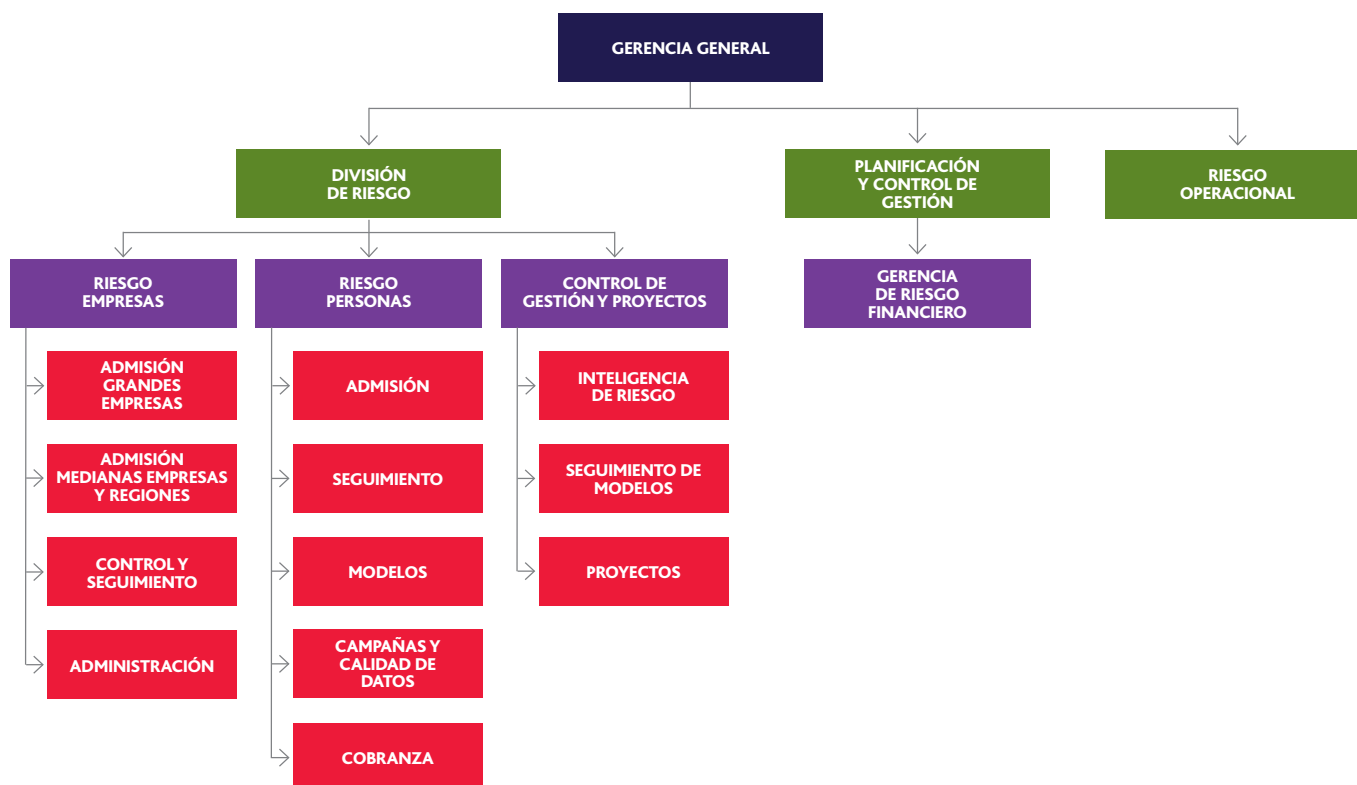 GERENCIA GENERAL
DIVISIÓN
DE RIESGO
PLANIFICACIÓN
Y CONTROL DE
GESTIÓN
RIESGO
OPERACIONAL
RIESGO
EMPRESAS
RIESGO
PERSONAS
CONTROL DE
GESTIÓN Y PROYECTOS
GERENCIA
DE RIESGO
FINANCIERO
ADMISIÓN
GRANDES
EMPRESAS
ADMISIÓN
MEDIANAS EMPRESAS
Y REGIONES
CONTROL Y
SEGUIMIENTO
ADMINISTRACIÓN
ADMISIÓN
SEGUIMIENTO
MODELOS
CAMPAÑAS Y
CALIDAD DE
DATOS
COBRANZA
INTELIGENCIA
DE RIESGO
SEGUIMIENTO DE
MODELOS
PROYECTOS